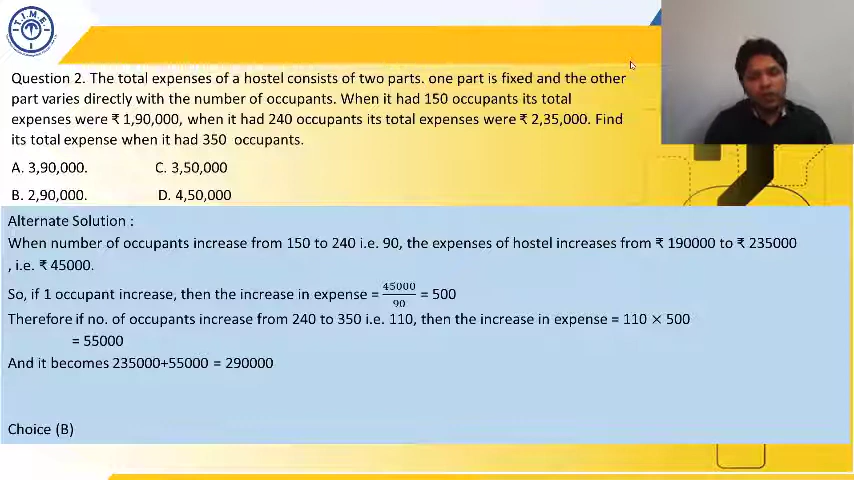 T.I.M.E.
Question 2. The total expenses of a hostel consists of two parts. one part is fixed and the other
part varies directly with the number of occupants. When it had 150 occupants its total
expenses were ₹ 1,90,000, when it had 240 occupants its total expenses were ₹ 2,35,000. Find
its total expense when it had 350 occupants.
A. 3,90,000. C. 3,50,000
B. 2,90,000. D. 4,50,000
Alternate Solution :
When number of occupants increase from 150 to 240 i.e. 90, the expenses of hostel increases from ₹ 190000 to ₹ 235000
, i.e. ₹ 45000.
So, if 1 occupant increase, then the increase in expense = 45000/90 = 500
Therefore if no. of occupants increase from 240 to 350 i.e. 110, then the increase in expense = 110 × 500
= 55000
And it becomes 235000+55000 = 290000
Choice (B)